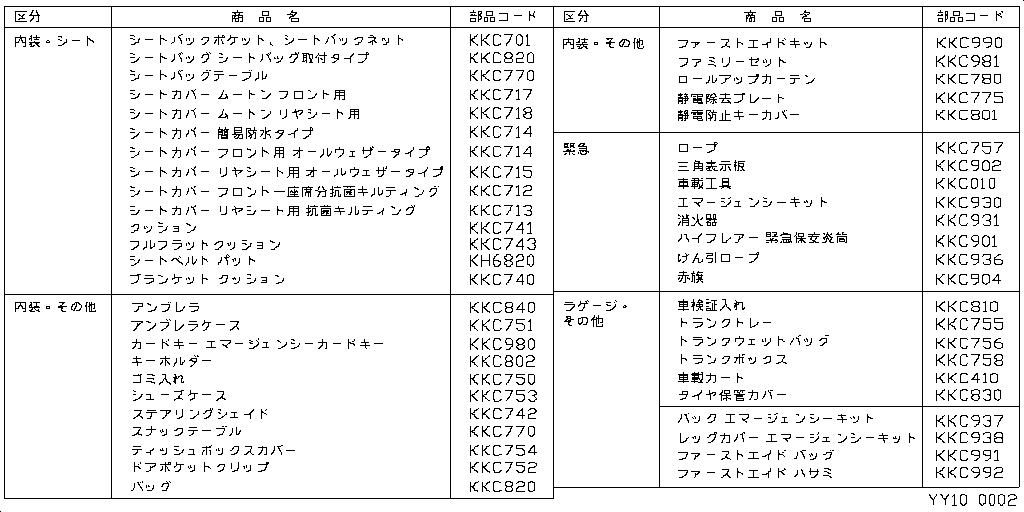 区分 商品名 部品コード
内装・シート シートバックポケット、シートバックネット KKC701
シートバッグ シートバッグ取付タイプ KKC820
シートバッグテーブル KKC770
シートカバー ムートン フロント用 KKC717
シートカバー ムートン リヤシート用 KKC718
シートカバー 簡易防水タイプ KKC714
シートカバー フロント用 オールウェザータイプ KKC714
シートカバー リヤシート用 オールウェザータイプ KKC715
シートカバー フロント一座席分抗菌キルティング KKC712
シートカバー リヤシート用 抗菌キルティング KKC713
クッション KKC741
フルフラットクッション KKC743
シートベルト パット KH6820
ブランケット クッション KKC740
内装・その他 アンブレラ KKC840
アンブレラケース KKC751
カードキー エマージェンシーカードキー KKC980
キーホルダー KKC802
ゴミ入れ KKC750
シューズケース KKC753
ステアリングシェイド KKC742
スナックテーブル KKC770
ティッシュボックスカバー KKC754
ドアポケットクリップ KKC752
バッグ KKC820
区分 商品名 部品コード
内装・その他 ファーストエイドキット KKC990
ファミリーセット KKC981
ロールアップカーテン KKC780
静電除去プレート KKC775
静電防止キーカバー KKC801
緊急 ロープ KKC757
三角表示板 KKC902
車載工具 KKC010
エマージェンシーキット KKC930
消火器 KKC931
ハイフレアー 緊急保安炎筒 KKC901
けん引ロープ KKC936
赤旗 KKC904
ラゲージ・ 車検証入れ KKC810
その他 トランクトレー KKC755
トランクウェットバッグ KKC756
トランクボックス KKC758
車載カート KKC410
タイヤ保管カバー KKC830
バック エマージェンシーキット KKC937
レッグカバー エマージェンシーキット KKC938
ファーストエイド バッグ KKC991
ファーストエイド ハサミ KKC992
YY10 0002